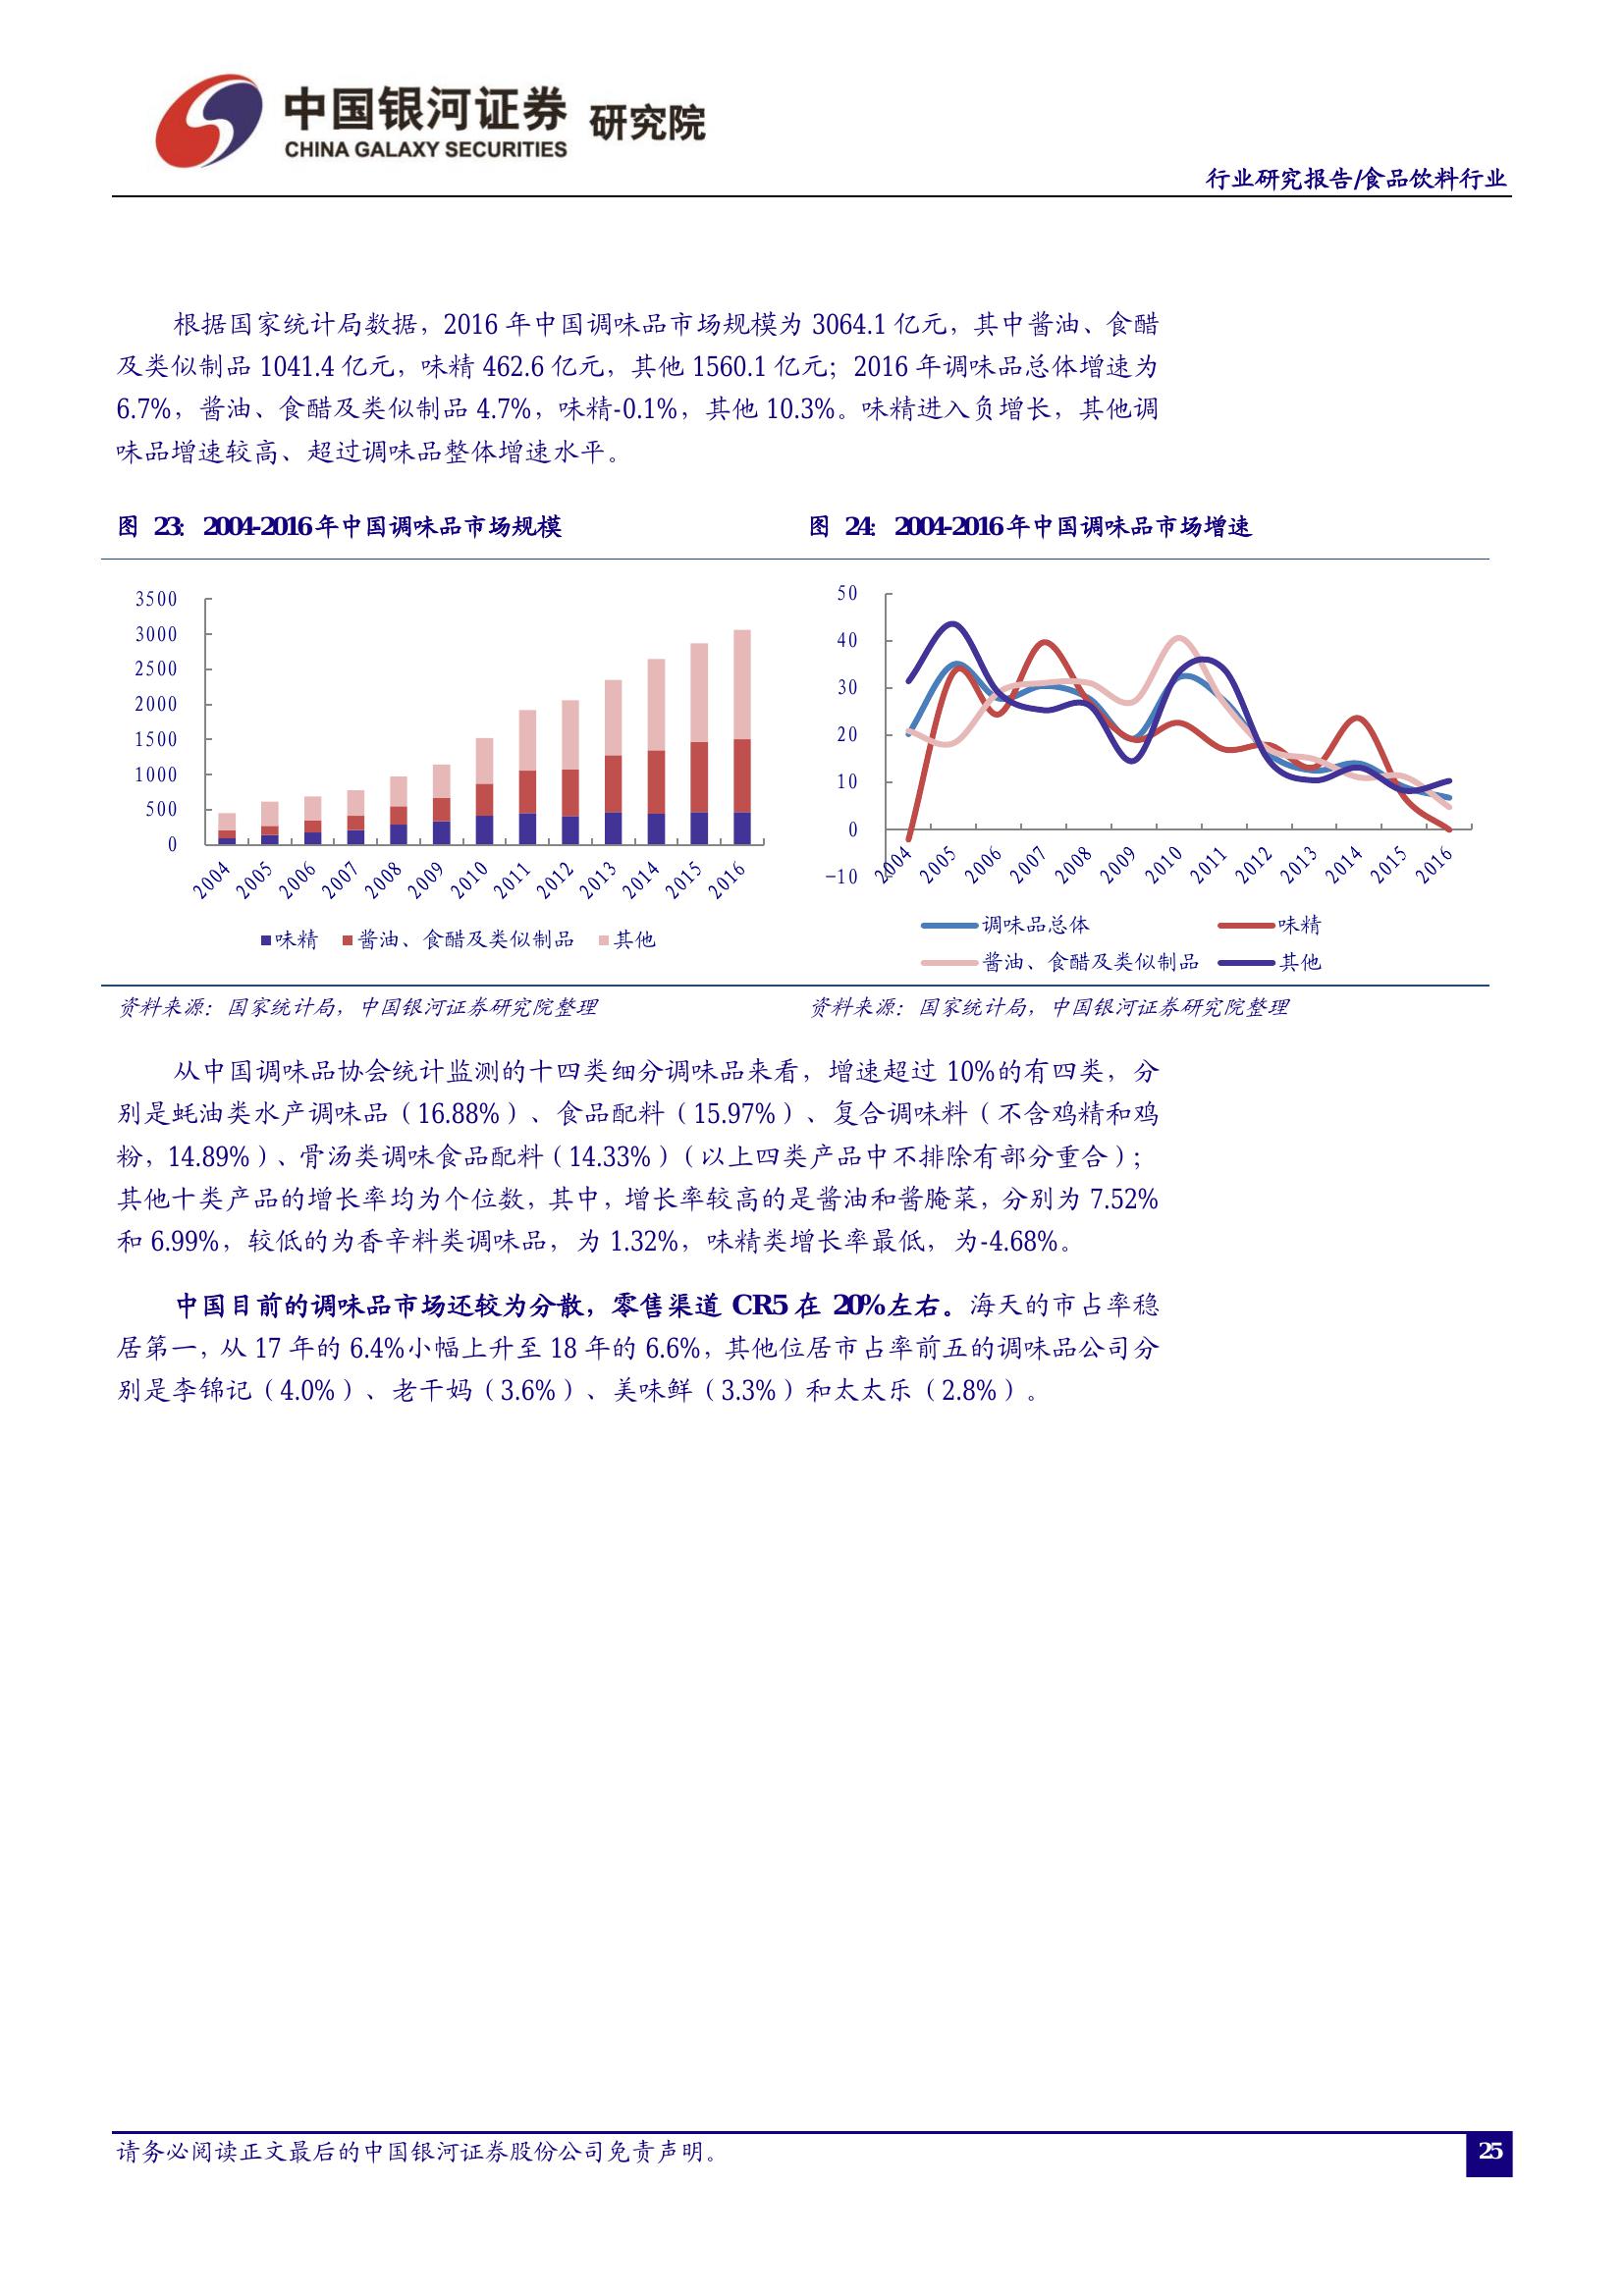 中国银河证券 研究院
CHINA GALAXY SECURITIES
行业研究报告/食品饮料行业
根据国家统计局数据，2016 年中国调味品市场规模为 3064.1 亿元，其中酱油、食醋
及类似制品 1041.4 亿元，味精 462.6 亿元，其他 1560.1 亿元；2016 年调味品总体增速为
6.7%，酱油、食醋及类似制品 4.7%，味精-0.1%，其他 10.3%。味精进入负增长，其他调
味品增速较高、超过调味品整体增速水平。
图 23： 2004-2016年中国调味品市场规模
3500
3000
2500
2000
1500
1000
500
0
2004 2005 2006 2007 2008 2009 2010 2011 2012 2013 2014 2015 2016
味精 酱油、食醋及类似制品 其他
资料来源：国家统计局，中国银河证券研究院整理
图 24： 2004-2016年中国调味品市场增速
50
40
30
20
10
0
-10
2004 2005 2006 2007 2008 2009 2010 2011 2012 2013 2014 2015 2016
调味品总体 味精
酱油、食醋及类似制品 其他
资料来源：国家统计局，中国银河证券研究院整理
从中国调味品协会统计监测的十四类细分调味品来看，增速超过 10%的有四类，分
别是蚝油类水产调味品（16.88%）、食品配料（15.97%）、复合调味料（不含鸡精和鸡
粉，14.89%）、骨汤类调味食品配料（14.33%）（以上四类产品中不排除有部分重合）；
其他十类产品的增长率均为个位数，其中，增长率较高的是酱油和酱腌菜，分别为 7.52%
和 6.99%，较低的为香辛料类调味品，为 1.32%，味精类增长率最低，为-4.68%。
中国目前的调味品市场还较为分散，零售渠道 CR5 在 20%左右。海天的市占率稳
居第一，从 17 年的 6.4%小幅上升至 18 年的 6.6%，其他位居市占率前五的调味品公司分
别是李锦记（4.0%）、老干妈（3.6%）、美味鲜（3.3%）和太太乐（2.8%）。
请务必阅读正文最后的中国银河证券股份公司免责声明。
25